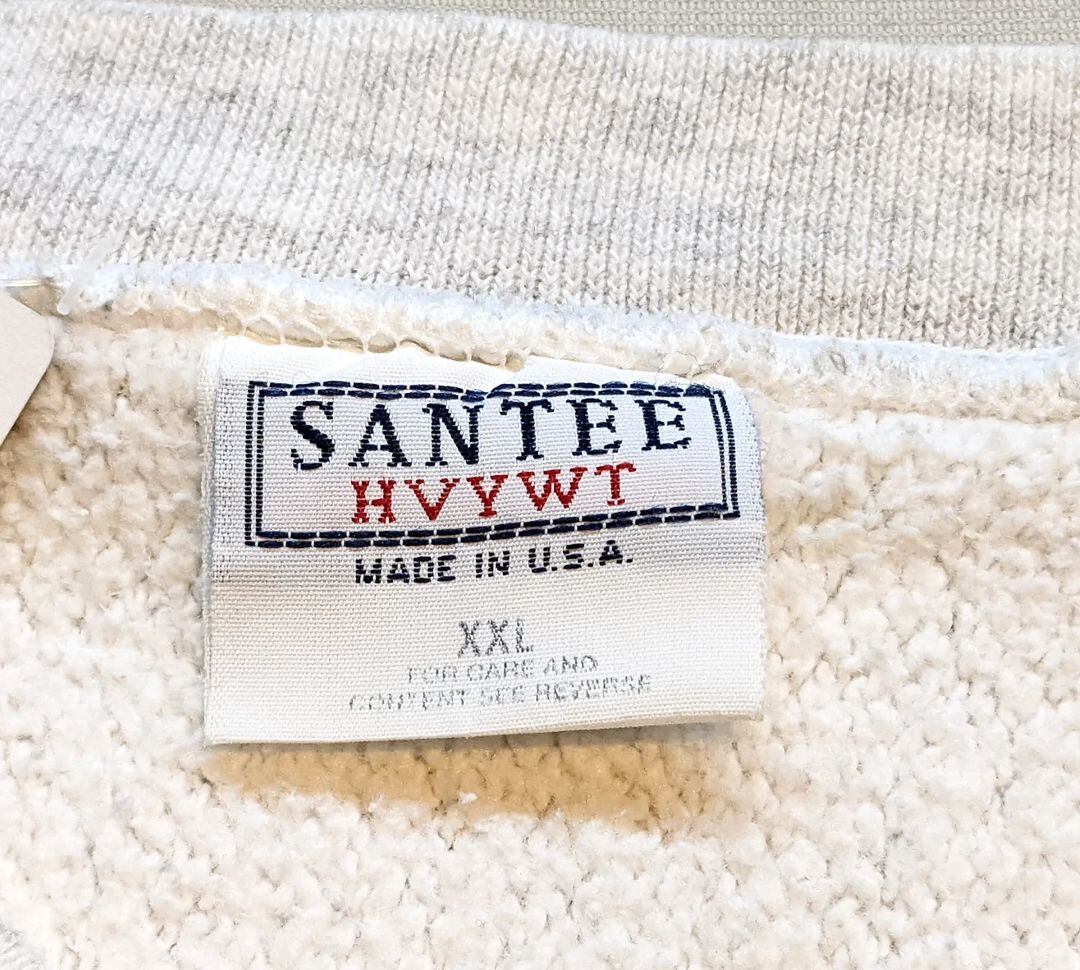 SANTEE
HVYWT
MADE IN U.S.A.
XXL
FOR CARE AND
CONTENT SEE REVERSE